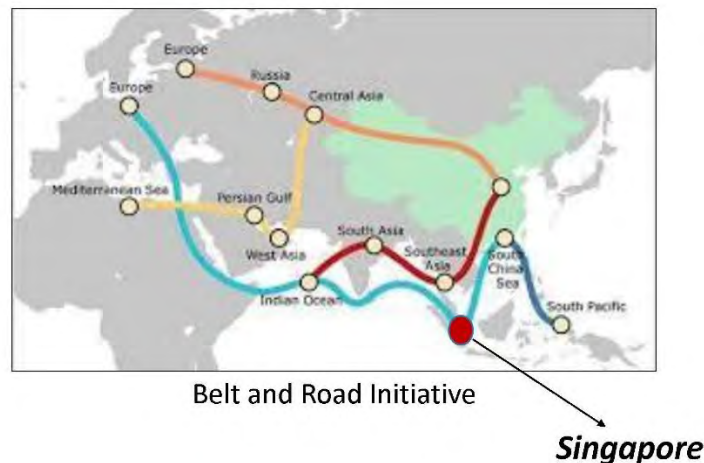 Europe
Europe
Russia
Central Asia
Mediterranean Sea
Persian Gulf
West Asia
South Asia
Southeast
Asia
South
China
Sea
Indian Ocean
South Pacific
Belt and Road Initiative
Singapore